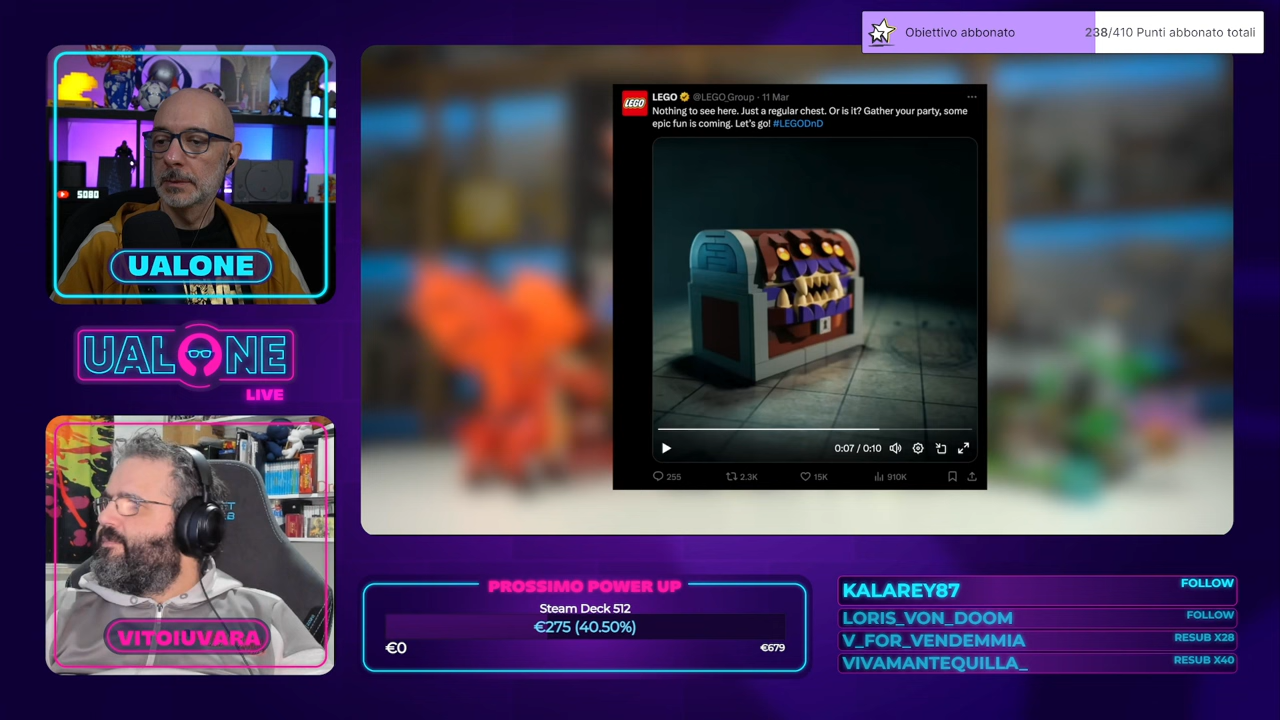 Obiettivo abbonato
238/410 Punti abbonato totali
LEGO
LEGO @LEGO_Group · 11 Mar
Nothing to see here. Just a regular chest. Or is it? Gather your party, some
epic fun is coming. Let's go! #LEGODnD
0:07 / 0:10
255
2.3K
15K
910K
5080
UALONE
UALONE
LIVE
VITOIUVARA
PROSSIMO POWER UP
Steam Deck 512
€275 (40.50%)
€0
€679
KALAREY87 FOLLOW
LORIS_VON_DOOM FOLLOW
V_FOR_VENDEMMIA RESUB X28
VIVAMANTEQUILLA_ RESUB X40